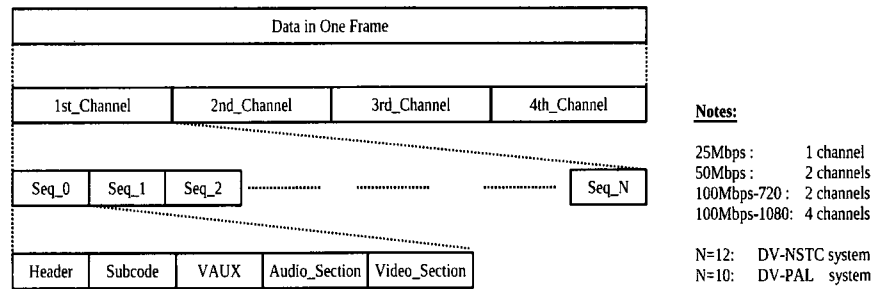 Data in One Frame
1st_Channel 2nd_Channel 3rd_Channel 4th_Channel
Seq_0 Seq_1 Seq_2 Seq_N
Header Subcode VAUX Audio_Section Video_Section
Notes:
25Mbps : 1 channel
50Mbps : 2 channels
100Mbps-720 : 2 channels
100Mbps-1080: 4 channels
N=12: DV-NSTC system
N=10: DV-PAL system